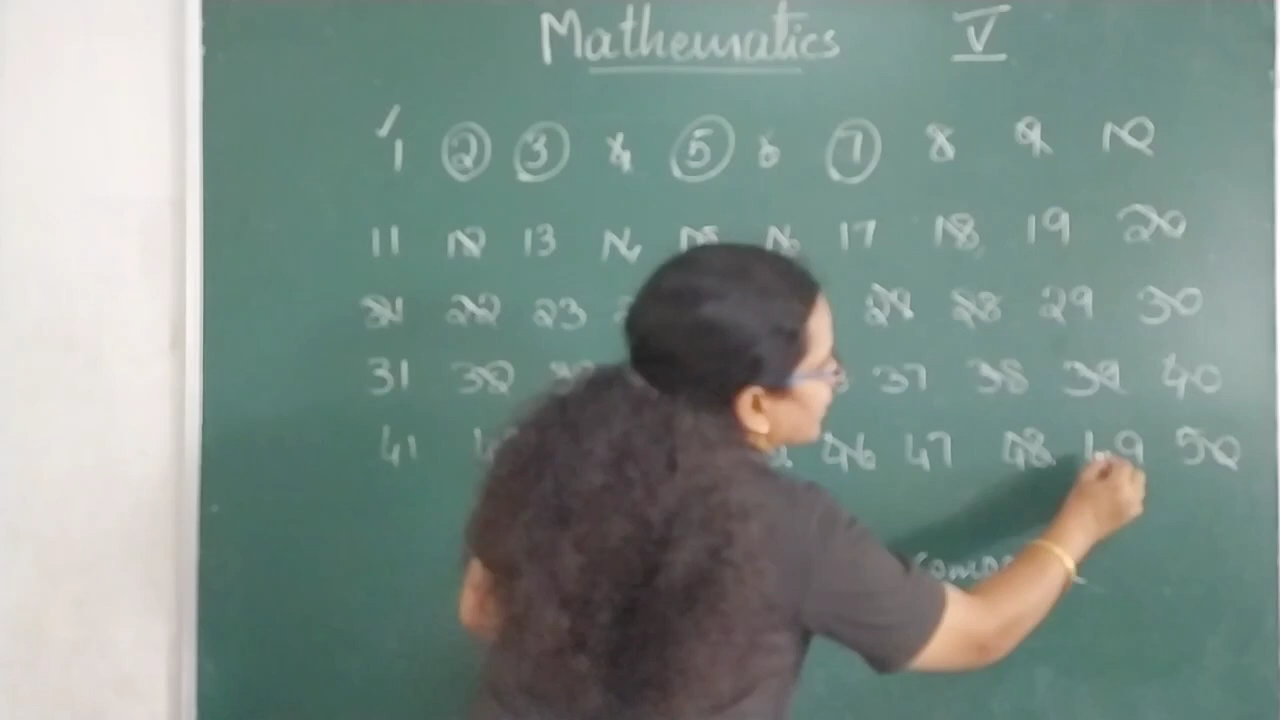 Mathematics V
1 2 3 4 5 6 7 8 9 10
11 12 13 14 15 16 17 18 19 20
21 22 23 28 29 30
31 32 37 38 39 40
41 46 47 48 49 50